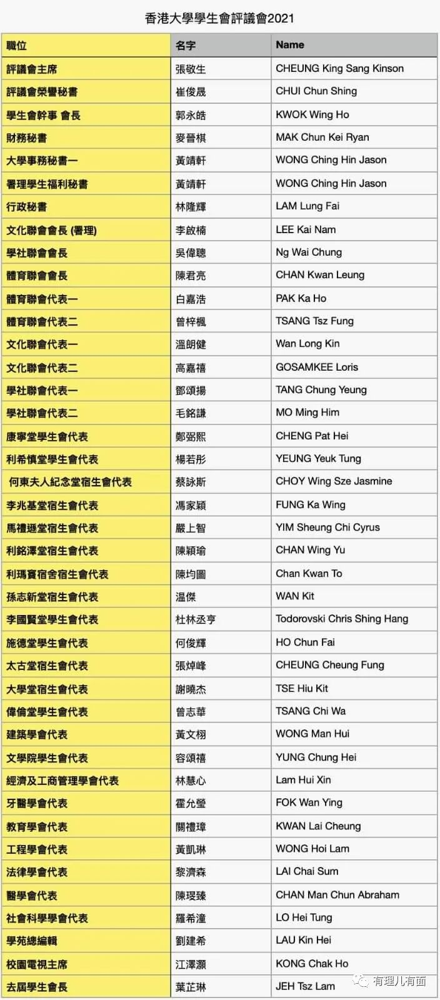 香港大學學生會評議會2021
職位 名字 Name
評議會主席 張敬生 CHEUNG King Sang Kinson
評議會榮譽秘書 崔俊晟 CHUI Chun Shing
學生會幹事 會長 郭永皓 KWOK Wing Ho
財務秘書 麥晉棋 MAK Chun Kei Ryan
大學事務秘書一 黃靖軒 WONG Ching Hin Jason
署理學生福利秘書 黃靖軒 WONG Ching Hin Jason
行政秘書 林隆輝 LAM Lung Fai
文化聯會會長 (署理) 李啟楠 LEE Kai Nam
學社聯會會長 吳偉聰 Ng Wai Chung
體育聯會會長 陳君亮 CHAN Kwan Leung
體育聯會代表一 白嘉浩 PAK Ka Ho
體育聯會代表二 曾梓楓 TSANG Tsz Fung
文化聯會代表一 溫朗健 Wan Long Kin
文化聯會代表二 高嘉禧 GOSAMKEE Loris
學社聯會代表一 鄧頌揚 TANG Chung Yeung
學社聯會代表二 毛銘謙 MO Ming Him
康寧堂學生會代表 鄭弼熙 CHENG Pat Hei
利希慎堂學生會代表 楊若彤 YEUNG Yeuk Tung
何東夫人紀念堂宿生會代表 蔡詠斯 CHOY Wing Sze Jasmine
李兆基堂宿生會代表 馮家穎 FUNG Ka Wing
馬禮遜堂宿生會代表 嚴上智 YIM Sheung Chi Cyrus
利銘澤堂宿生會代表 陳穎瑜 CHAN Wing Yu
利瑪竇宿舍宿生會代表 陳均圖 Chan Kwan To
孫志新堂宿生會代表 温傑 WAN Kit
李國賢堂學生會代表 杜林丞亨 Todorovski Chris Shing Hang
施德堂學生會代表 何俊輝 HO Chun Fai
太古堂宿生會代表 張焯峰 CHEUNG Cheung Fung
大學堂宿生會代表 謝曉杰 TSE Hiu Kit
偉倫堂學生會代表 曾志華 TSANG Chi Wa
建築學會代表 黃文栩 WONG Man Hui
文學院學生會代表 容頌禧 YUNG Chung Hei
經濟及工商管理學會代表 林慧心 Lam Hui Xin
牙醫學會代表 霍允瑩 FOK Wan Ying
教育學會代表 關禮璋 KWAN Lai Cheung
工程學會代表 黃凱琳 WONG Hoi Lam
法律學會代表 黎濟森 LAI Chai Sum
醫學會代表 陳璎臻 CHAN Man Chun Abraham
社會科學學會代表 羅希潼 LO Hei Tung
學苑總編輯 劉建希 LAU Kin Hei
校園電視主席 江澤灝 KONG Chak Ho
去屆學生會長 葉芷琳 JEH Tsz Lam
有理儿有面